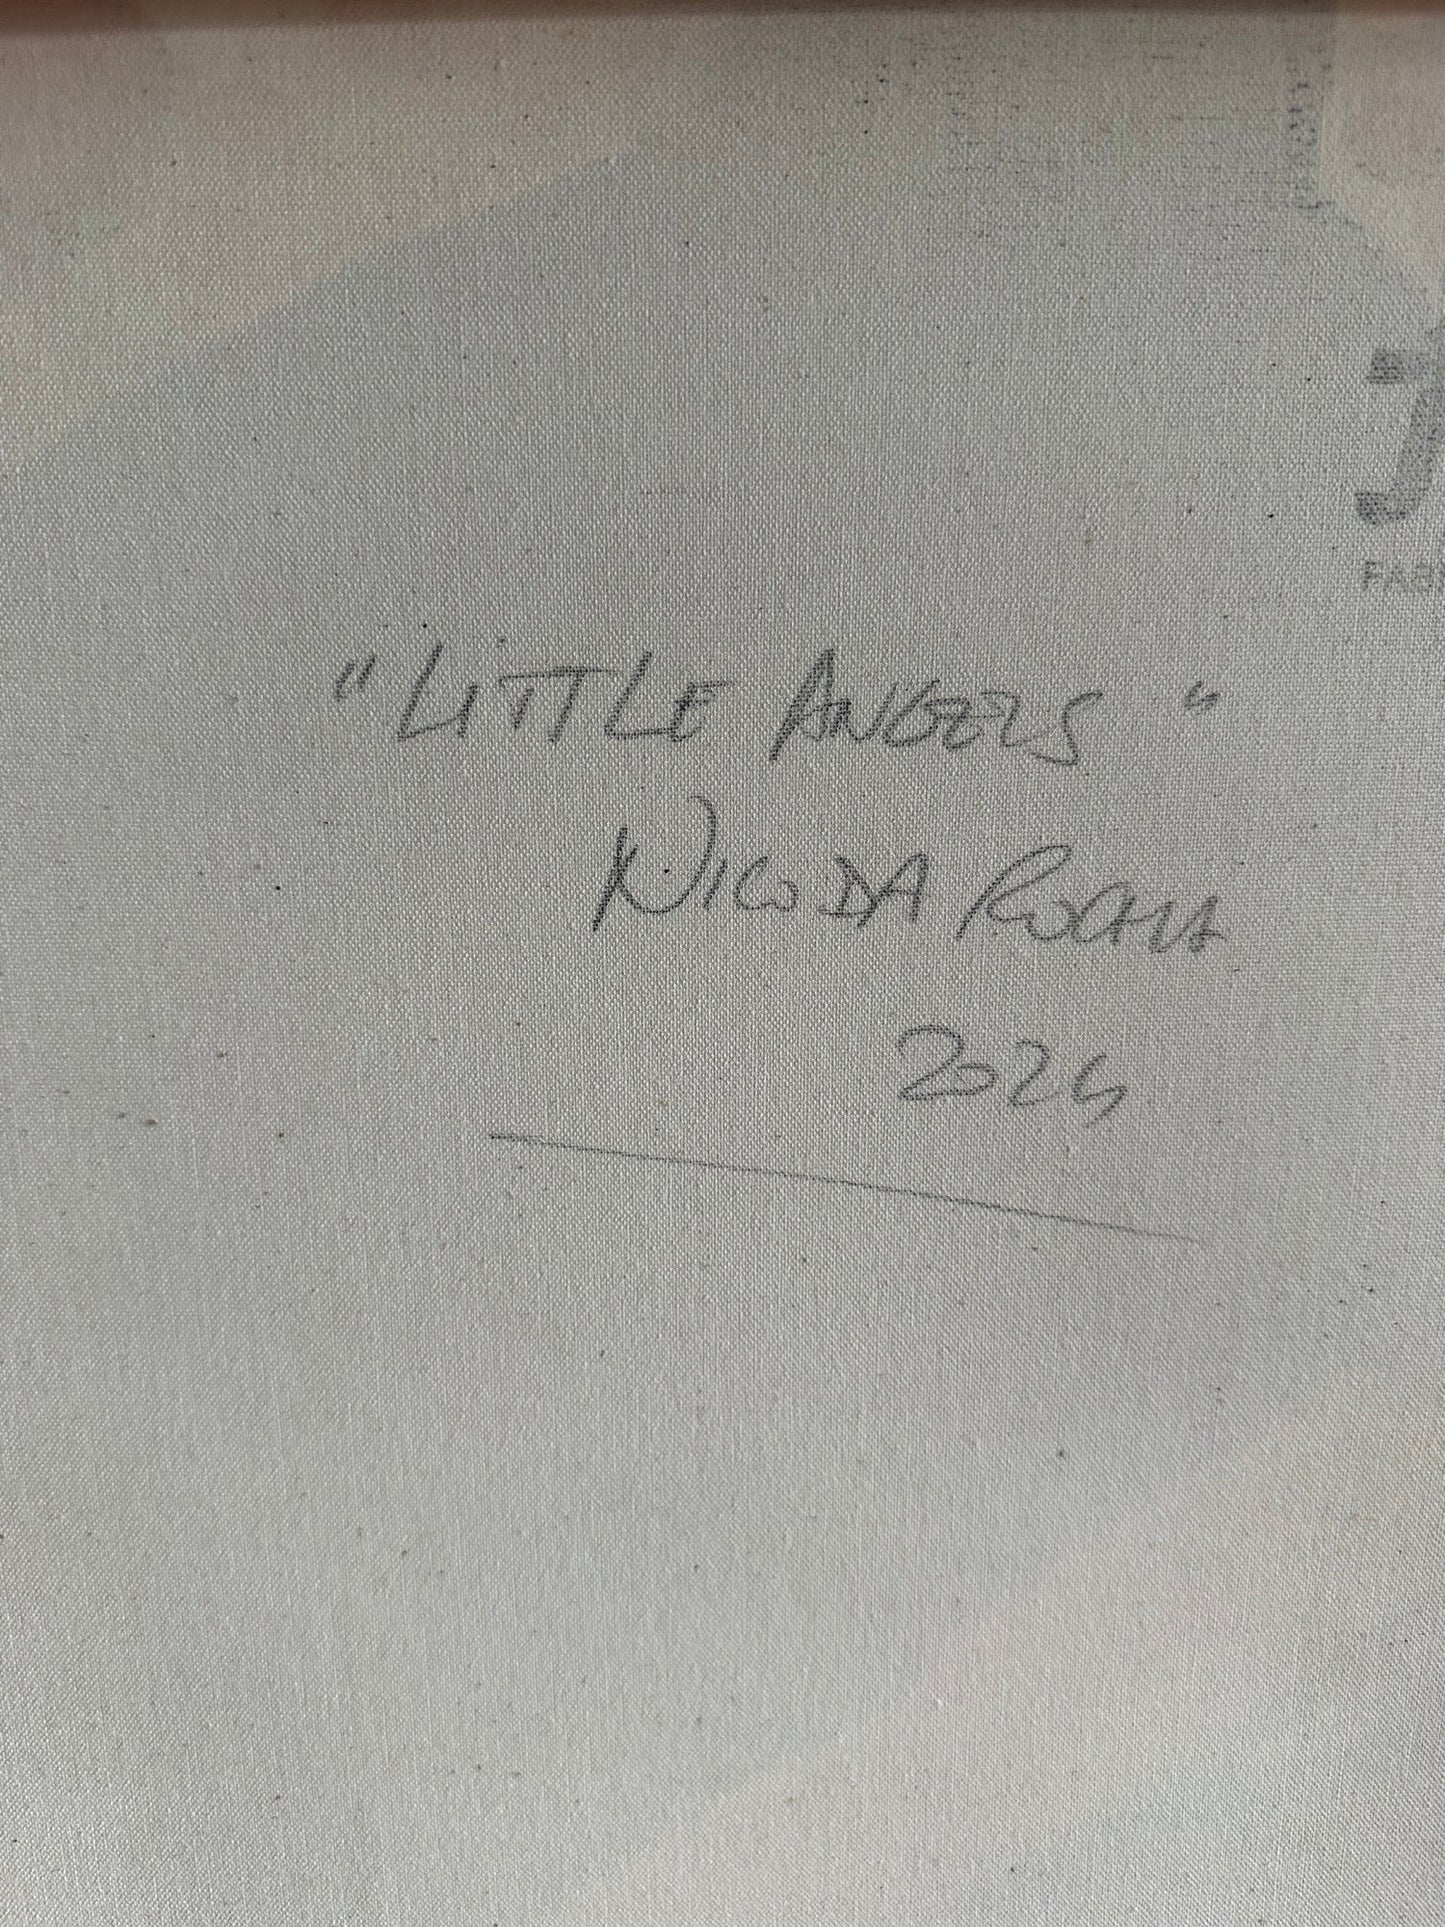 "LITTLE ANGELS"
NICO DA ROCHA
2024